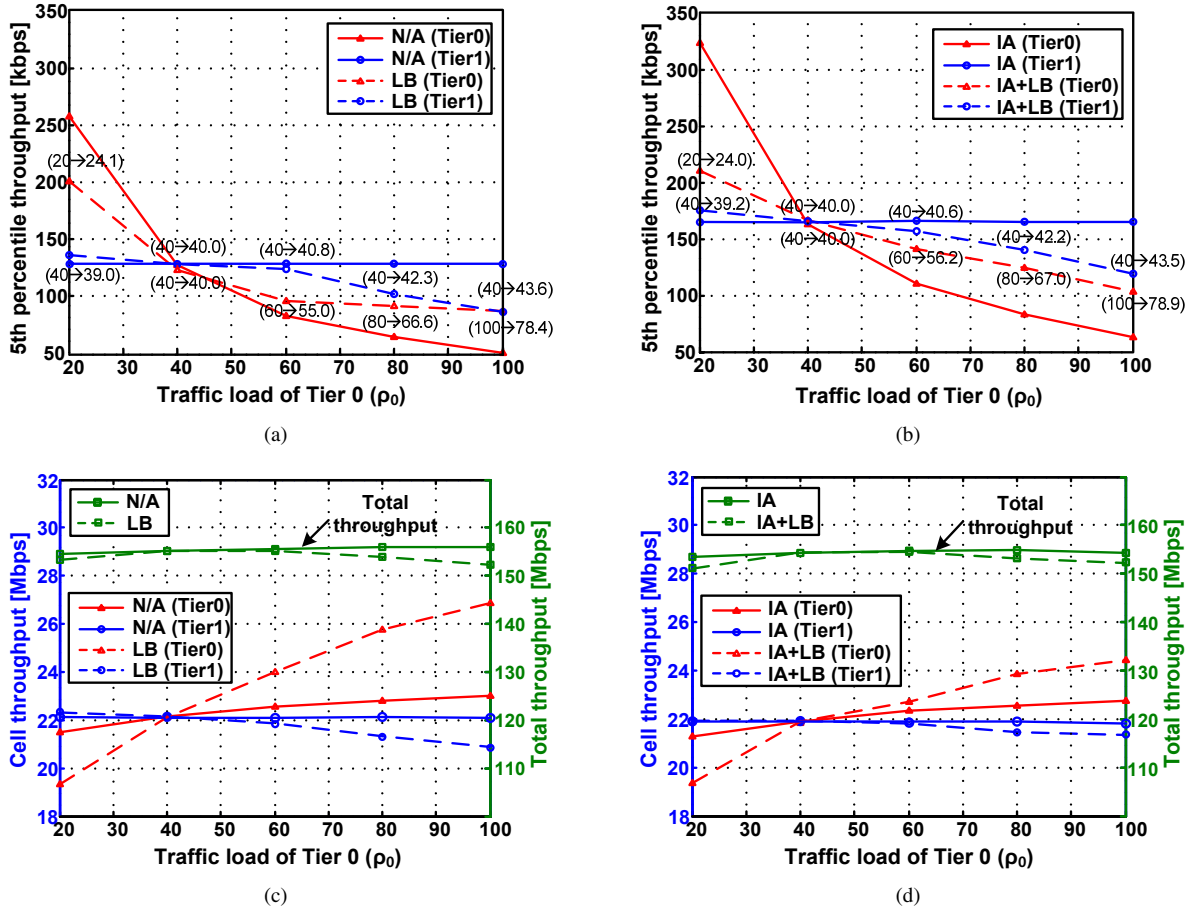 350
300
250
200
150
100
50
5th percentile throughput [kbps]
N/A (Tier0)
N/A (Tier1)
LB (Tier0)
LB (Tier1)
(20→24.1)
(40→39.0)
(40→40.0)
(40→40.0)
(40→40.8)
(60→55.0)
(40→42.3)
(80→66.6)
(40→43.6)
(100→78.4)
20 30 40 50 60 70 80 90 100
Traffic load of Tier 0 (ρ0)
(a)
350
300
250
200
150
100
50
5th percentile throughput [kbps]
IA (Tier0)
IA (Tier1)
IA+LB (Tier0)
IA+LB (Tier1)
(20→24.0)
(40→39.2)
(40→40.0)
(40→40.0)
(40→40.6)
(60→56.2)
(40→42.2)
(80→67.0)
(40→43.5)
(100→78.9)
20 30 40 50 60 70 80 90 100
Traffic load of Tier 0 (ρ0)
(b)
32
30
28
26
24
22
20
18
Cell throughput [Mbps]
N/A
LB
Total
throughput
N/A (Tier0)
N/A (Tier1)
LB (Tier0)
LB (Tier1)
160
150
140
130
120
110
Total throughput [Mbps]
20 30 40 50 60 70 80 90 100
Traffic load of Tier 0 (ρ0)
(c)
32
30
28
26
24
22
20
18
Cell throughput [Mbps]
IA
IA+LB
Total
throughput
IA (Tier0)
IA (Tier1)
IA+LB (Tier0)
IA+LB (Tier1)
160
150
140
130
120
110
Total throughput [Mbps]
20 30 40 50 60 70 80 90 100
Traffic load of Tier 0 (ρ0)
(d)